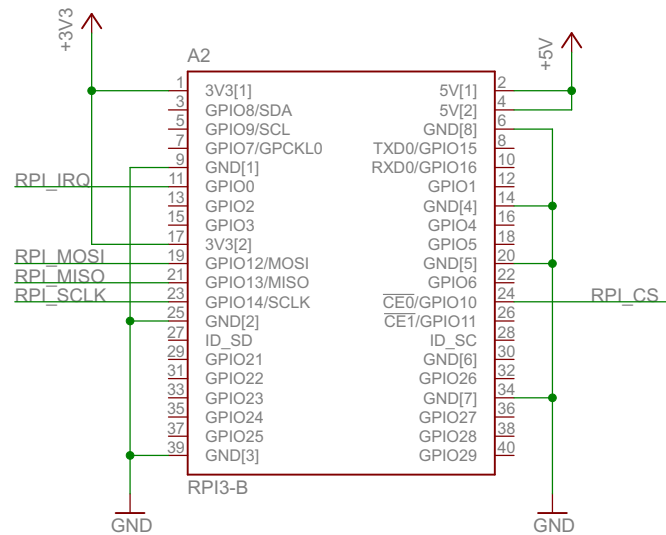 +3V3
+5V
A2
1 3V3[1] 5V[1] 2
3 GPIO8/SDA 5V[2] 4
5 GPIO9/SCL GND[8] 6
7 GPIO7/GPCKL0 TXD0/GPIO15 8
9 GND[1] RXD0/GPIO16 10
RPI_IRQ 11 GPIO0 GPIO1 12
13 GPIO2 GND[4] 14
15 GPIO3 GPIO4 16
17 3V3[2] GPIO5 18
RPI_MOSI 19 GPIO12/MOSI GND[5] 20
RPI_MISO 21 GPIO13/MISO GPIO6 22
RPI_SCLK 23 GPIO14/SCLK CE0/GPIO10 24 RPI_CS
25 GND[2] CE1/GPIO11 26
27 ID_SD ID_SC 28
29 GPIO21 GND[6] 30
31 GPIO22 GPIO26 32
33 GPIO23 GND[7] 34
35 GPIO24 GPIO27 36
37 GPIO25 GPIO28 38
39 GND[3] GPIO29 40
RPI3-B
GND GND